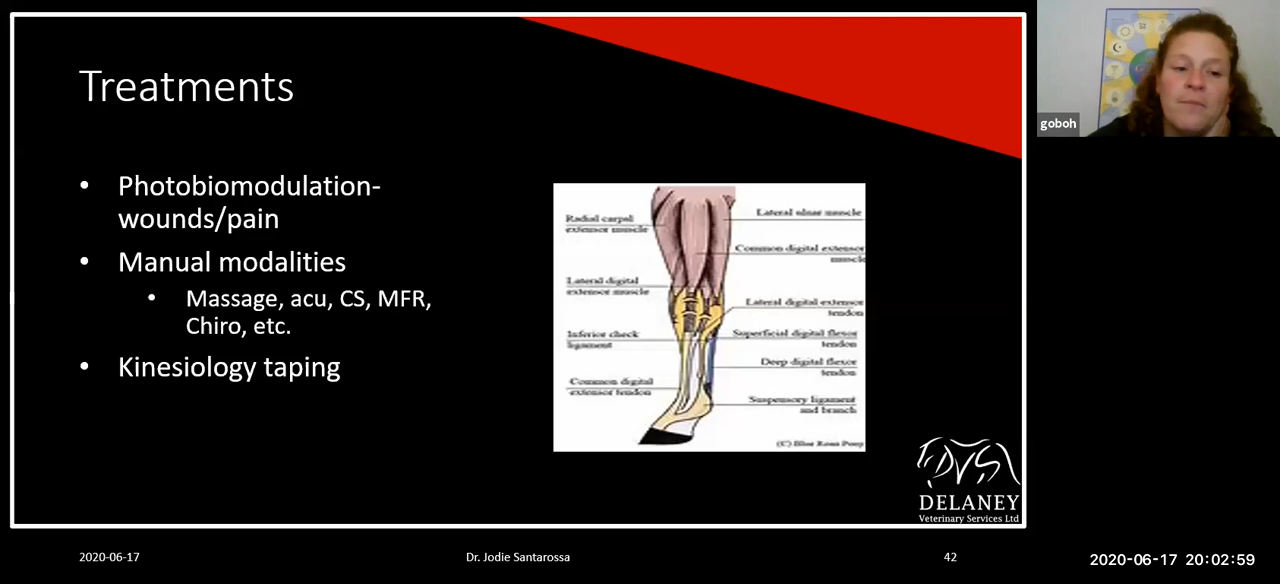 Treatments
• Photobiomodulation-
wounds/pain
• Manual modalities
• Massage, acu, CS, MFR,
Chiro, etc.
• Kinesiology taping
Radial carpal
extensor muscle
Lateral digital
extensor muscle
Inferior check
ligament
Common digital
extensor tendon
Lateral ulnar muscle
Common digital extensor
muscle
Lateral digital extensor
tendon
Superficial digital flexor
tendon
Deep digital flexor
tendon
Suspensory ligament
and branch
(C) Blue Roan Pony
DVS
DELANEY
Veterinary Services Ltd
2020-06-17
Dr. Jodie Santarossa
42
goboh
2020-06-17 20:02:59